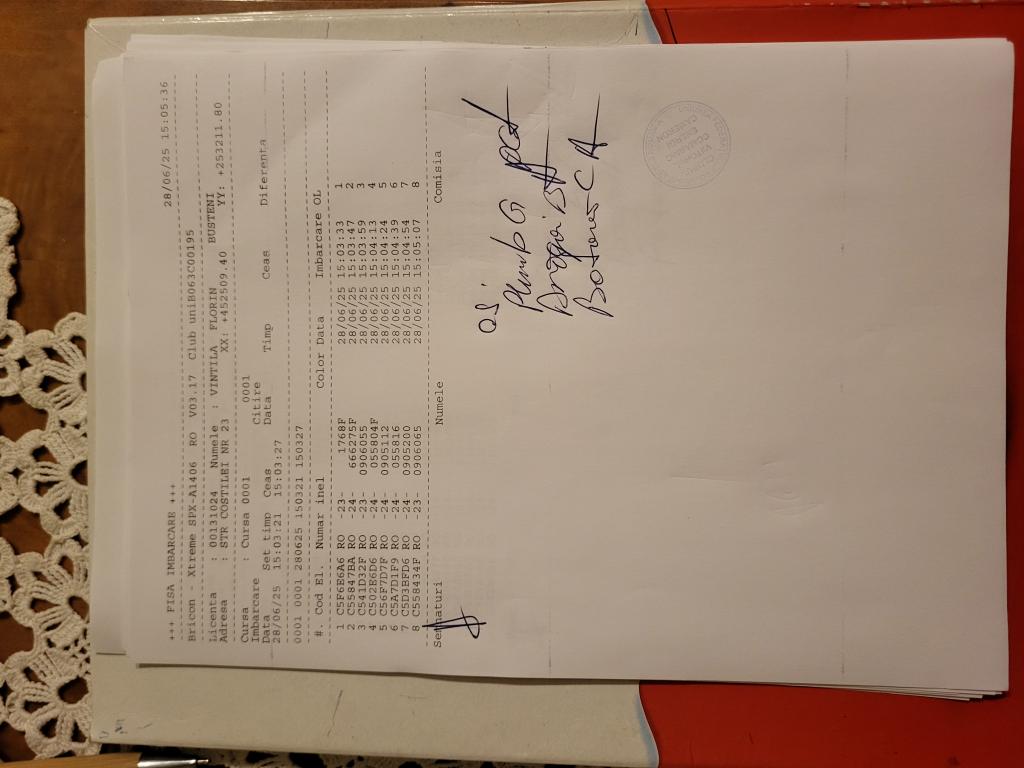 +++ FISA IMBARCARE +++ 28/06/25 15:05:36
Bricon - Xtreme SPX-A1406 RO V03.17 Club uniB063C00195
Licenta : 00131024 Numele : VINTILA FLORIN BUSTENI
Adresa : STR COSTILEI NR 23 XX: +452509.40 YY: +253211.80
Cursa : Cursa 0001 0001
Imbarcare Citire
Data Set timp Ceas Data Timp Ceas Diferenta
28/06/25 15:03:21 15:03:27
0001 0001 280625 150321 150327
#. Cod El. Numar inel Color Data Imbarcare OL
1 C5F6E6A6 RO -23- 1768F 28/06/25 15:03:33 1
2 C55847BA RO -24- 666275F 28/06/25 15:03:47 2
3 C541D32F RO -23- 0906055 28/06/25 15:03:59 3
4 C502E6D6 RO -24- 055804F 28/06/25 15:04:13 4
5 C56F7D7F RO -24- 0905112 28/06/25 15:04:24 5
6 C5A7D1F9 RO -24- 055816 28/06/25 15:04:39 6
7 C5D3BFD6 RO -24- 0905200 28/06/25 15:04:54 7
8 C558434F RO -23- 0906065 28/06/25 15:05:07 8
Semnaturi Numele Comisia